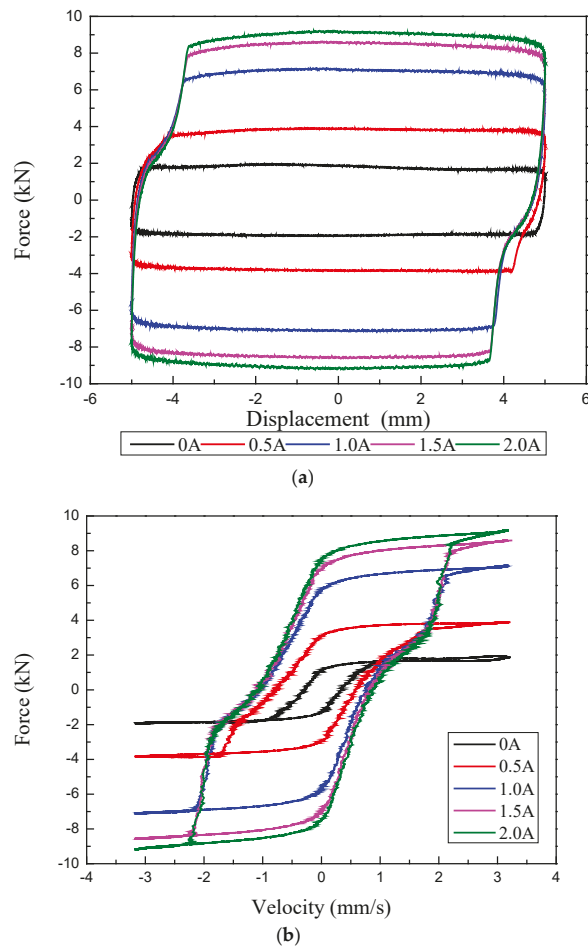 10
8
6
4
2
0
-2
-4
-6
-8
-10
Force (kN)
-6 -4 -2 0 2 4 6
Displacement (mm)
0A 0.5A 1.0A 1.5A 2.0A
(a)
10
8
6
4
2
0
-2
-4
-6
-8
-10
Force (kN)
0A
0.5A
1.0A
1.5A
2.0A
-4 -3 -2 -1 0 1 2 3 4
Velocity (mm/s)
(b)